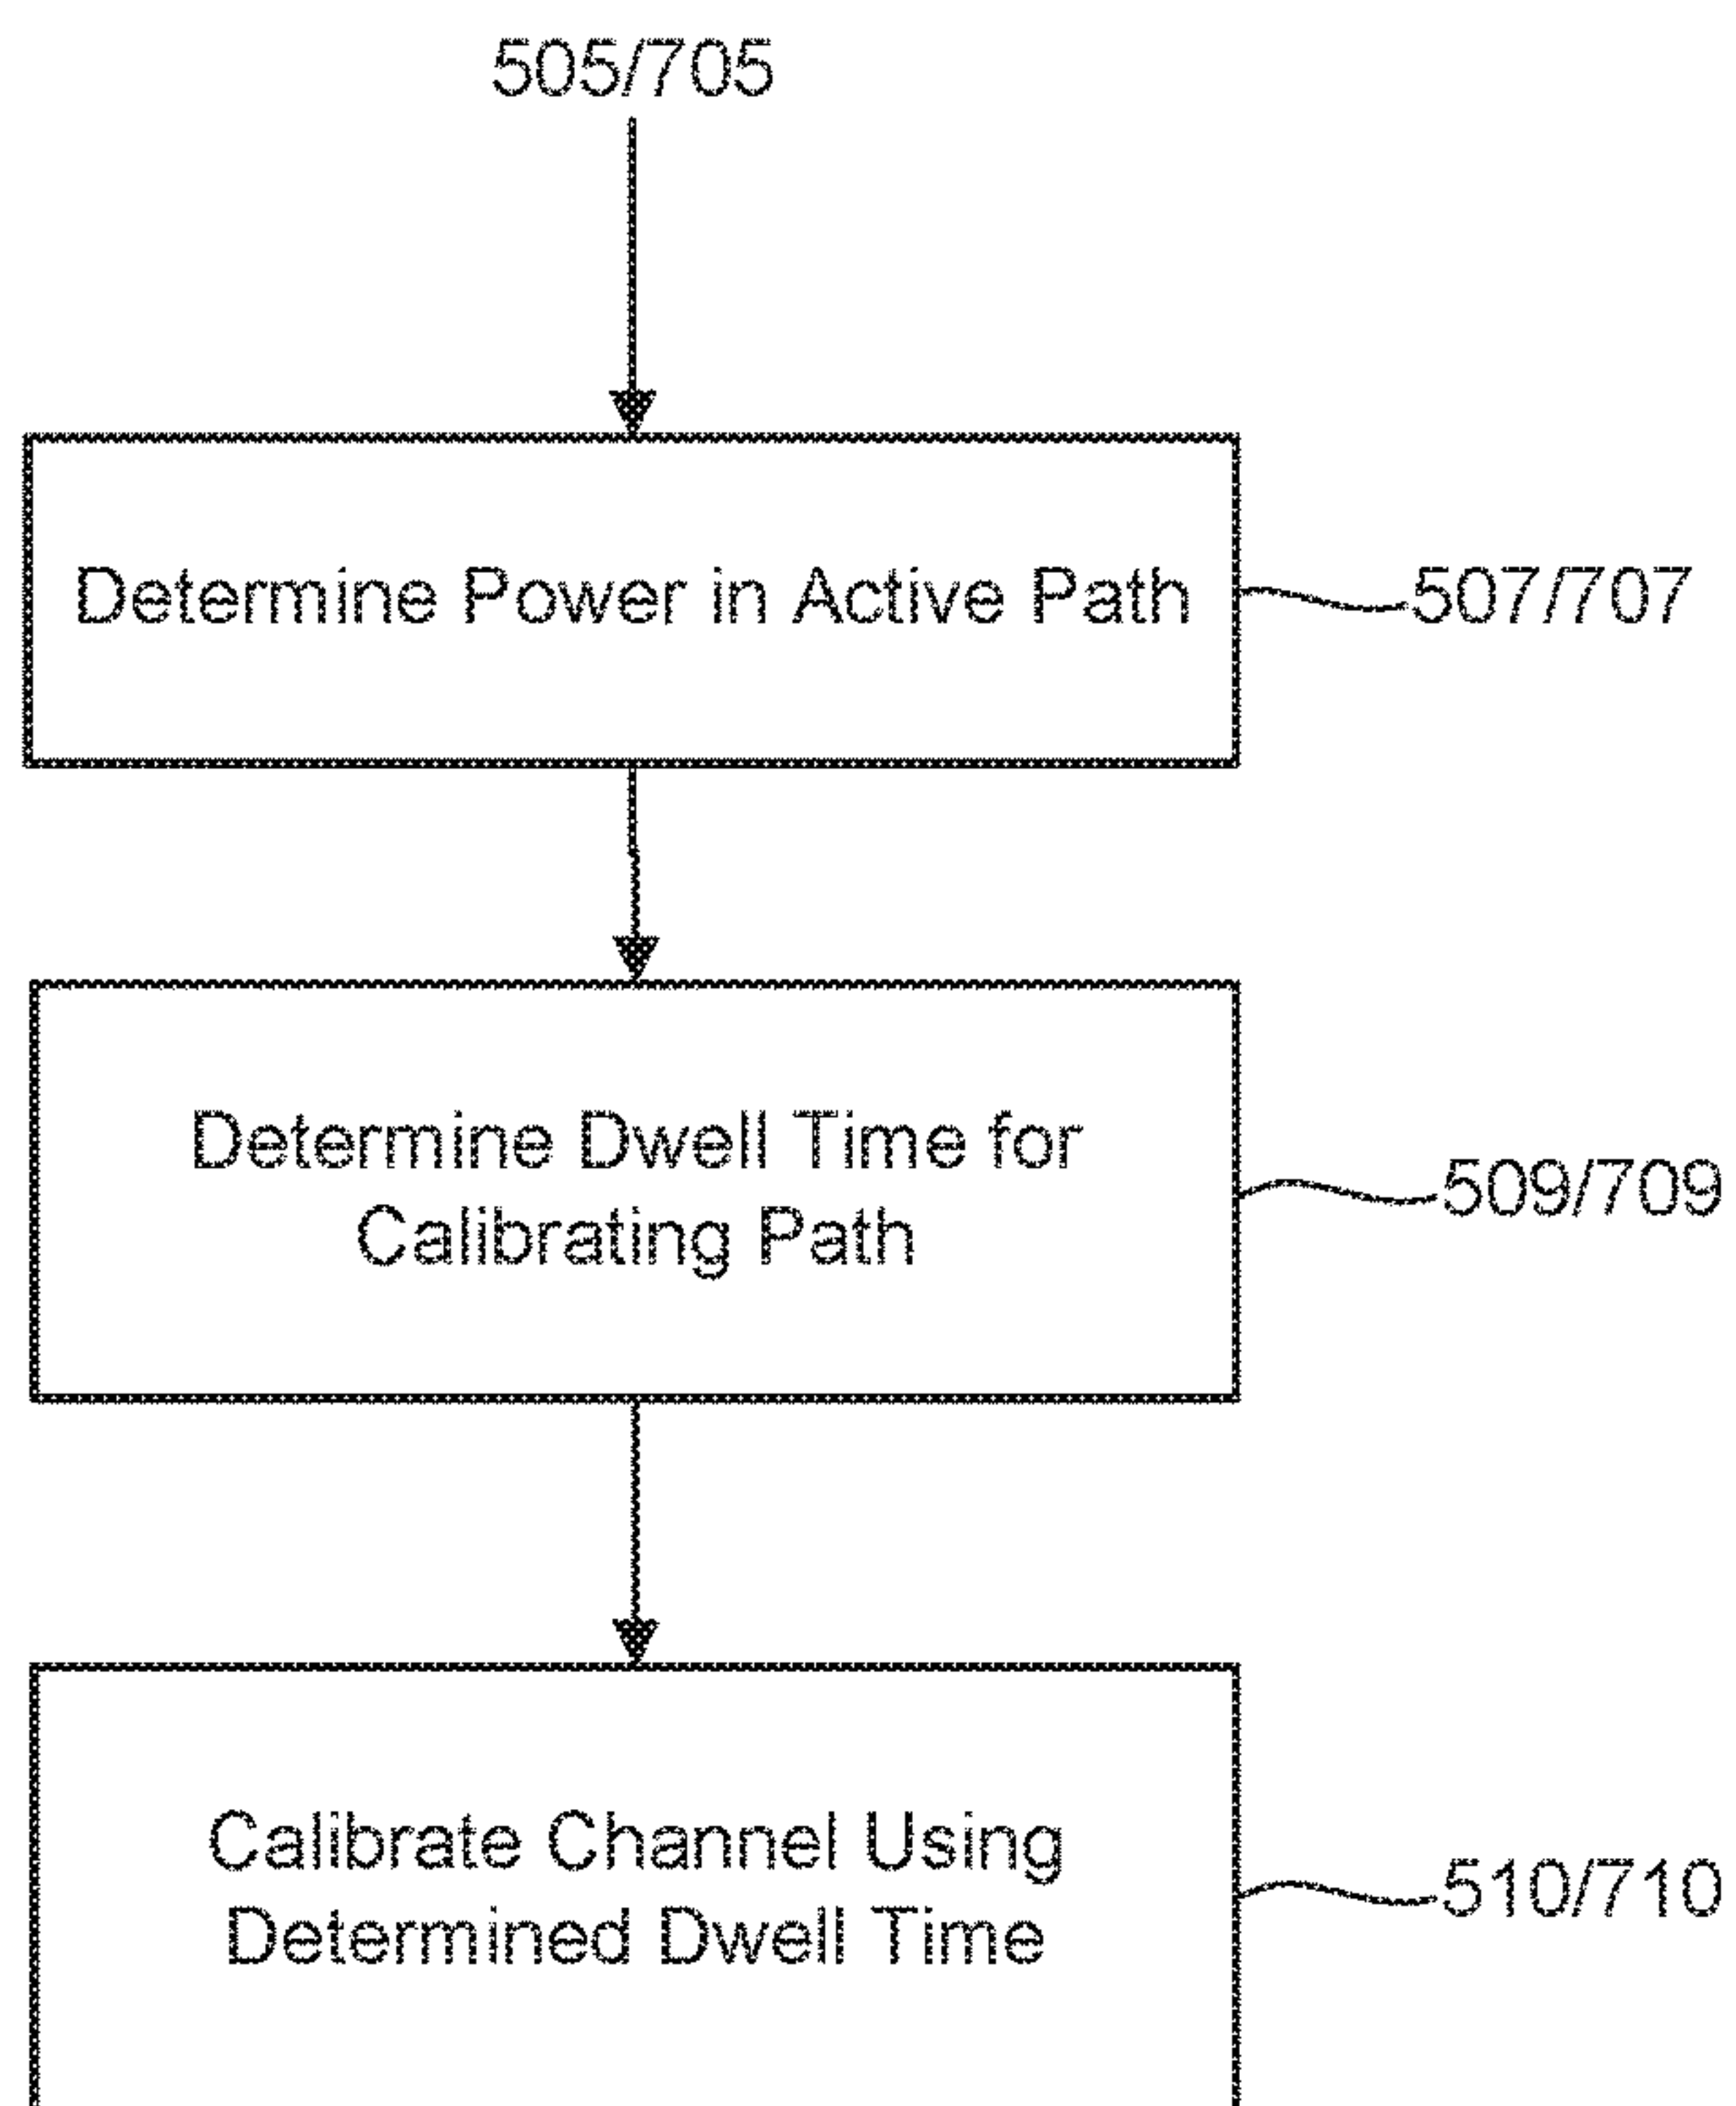 505/705
Determine Power in Active Path
507/707
Determine Dwell Time for
Calibrating Path
509/709
Calibrate Channel Using
Determined Dwell Time
510/710